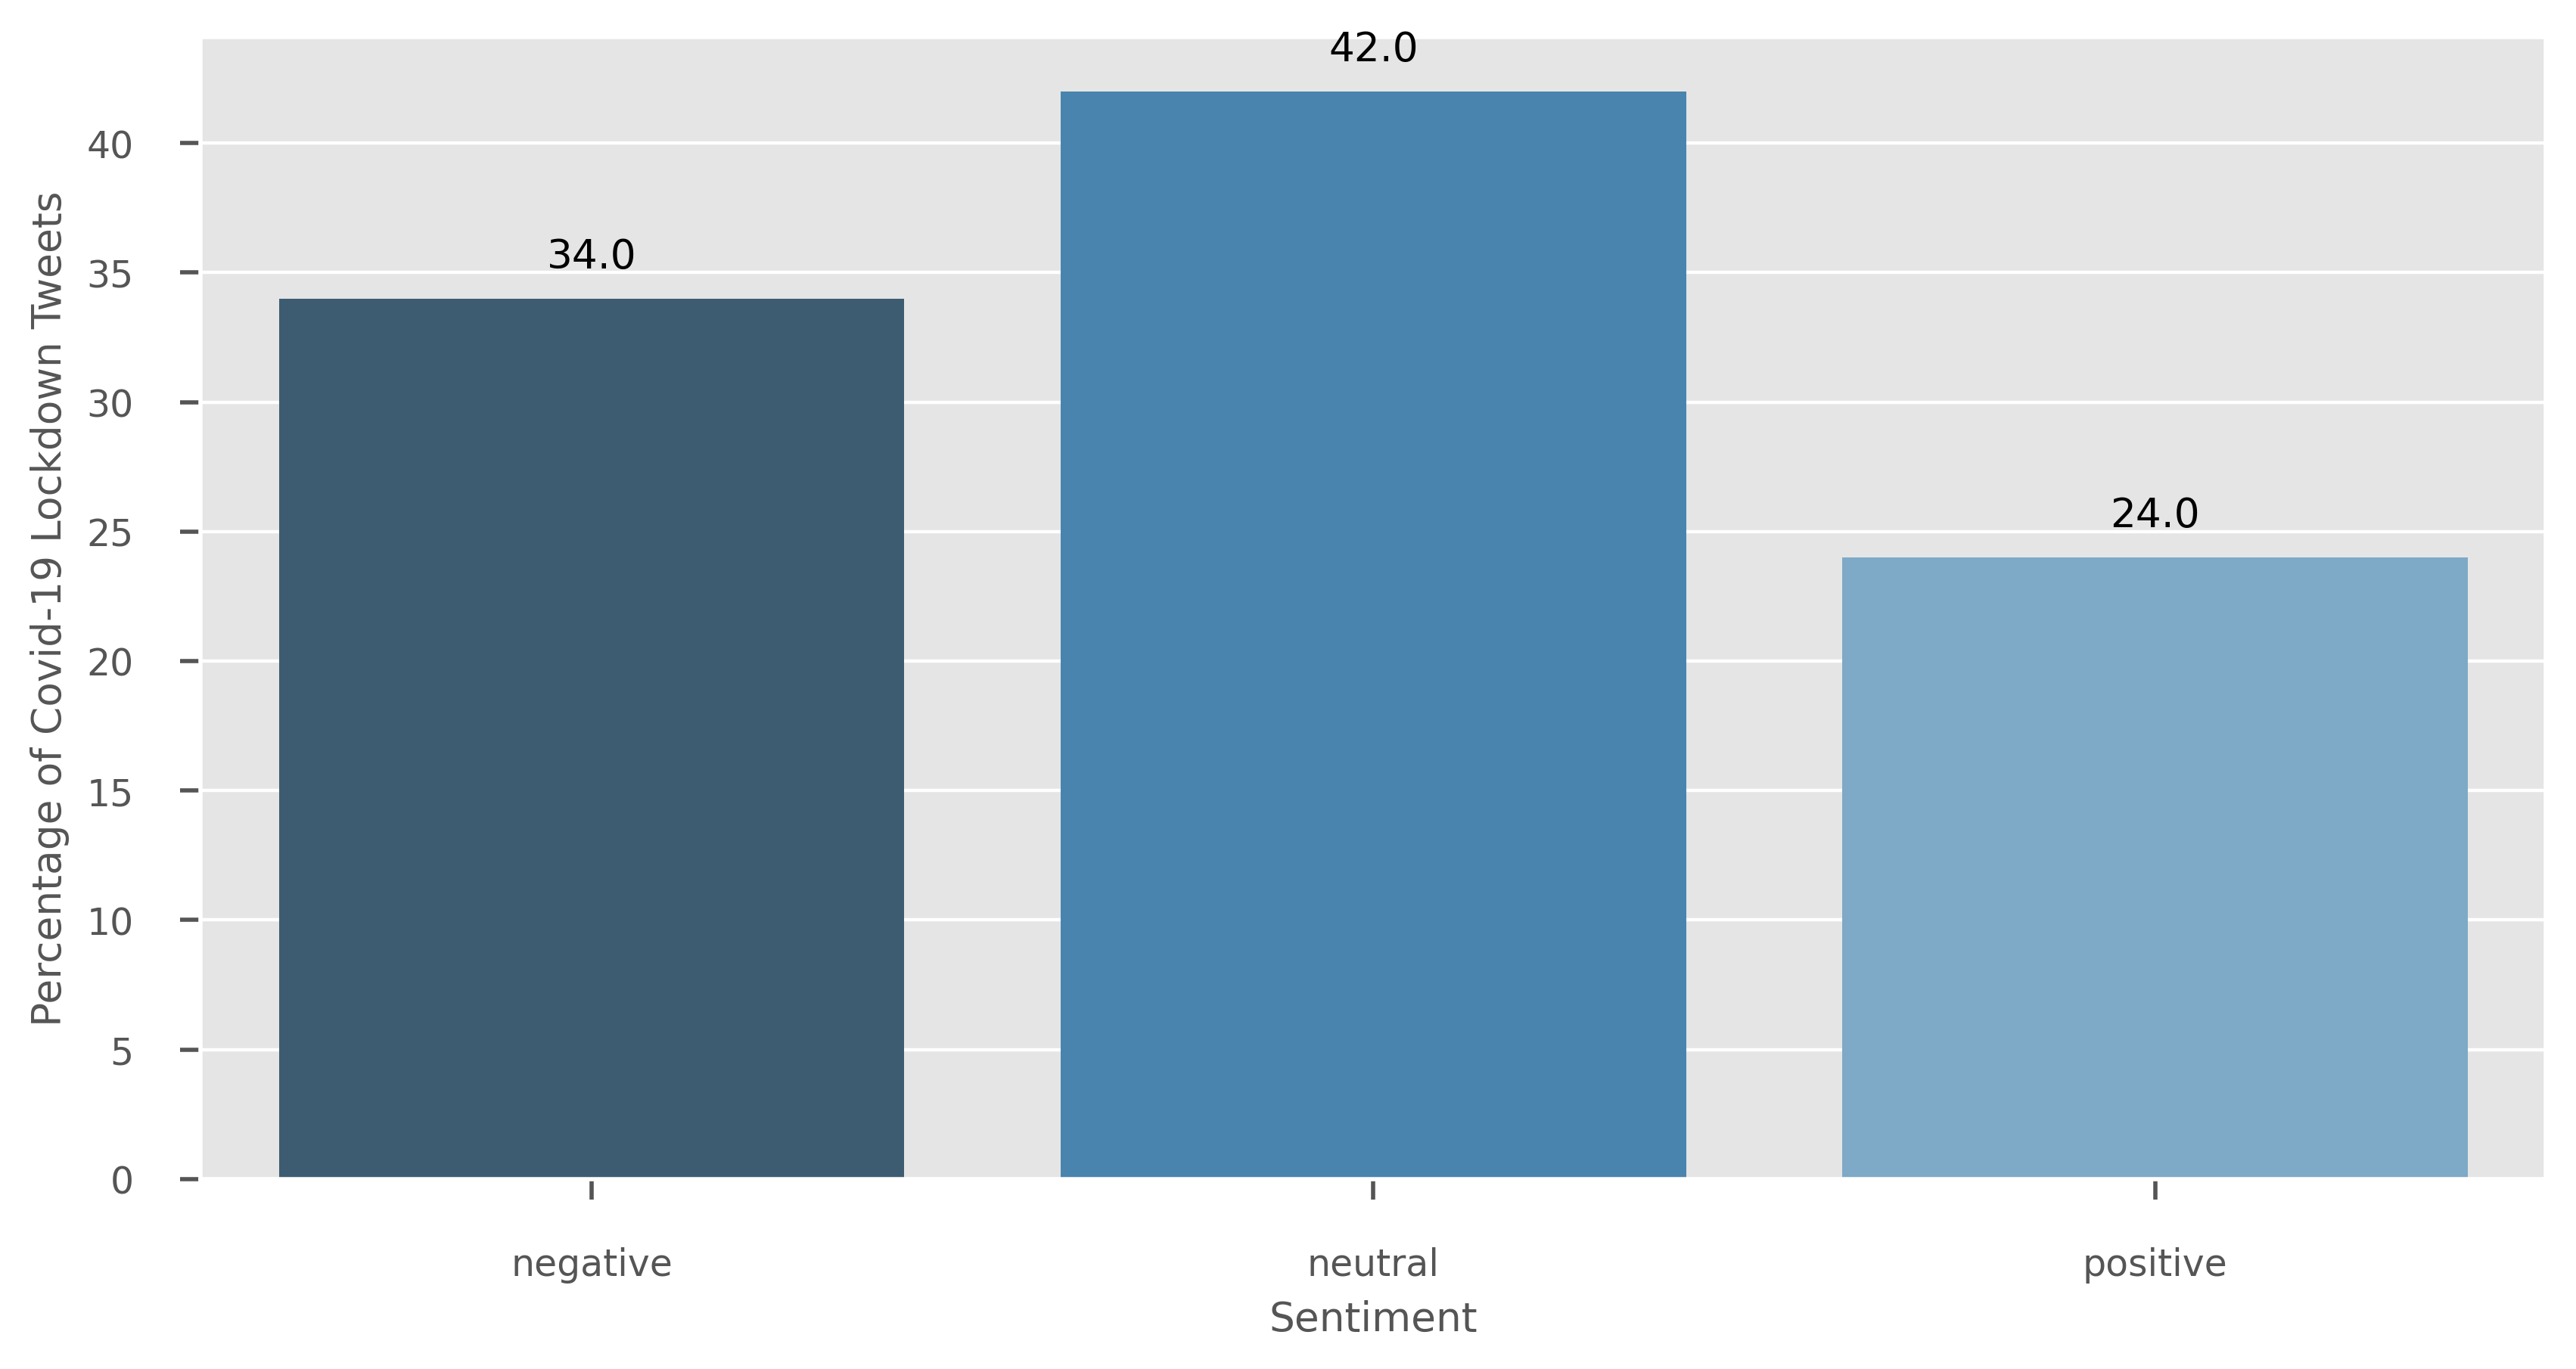 Percentage of Covid-19 Lockdown Tweets
40
35
30
25
20
15
10
5
0
34.0
42.0
24.0
negative
neutral
positive
Sentiment